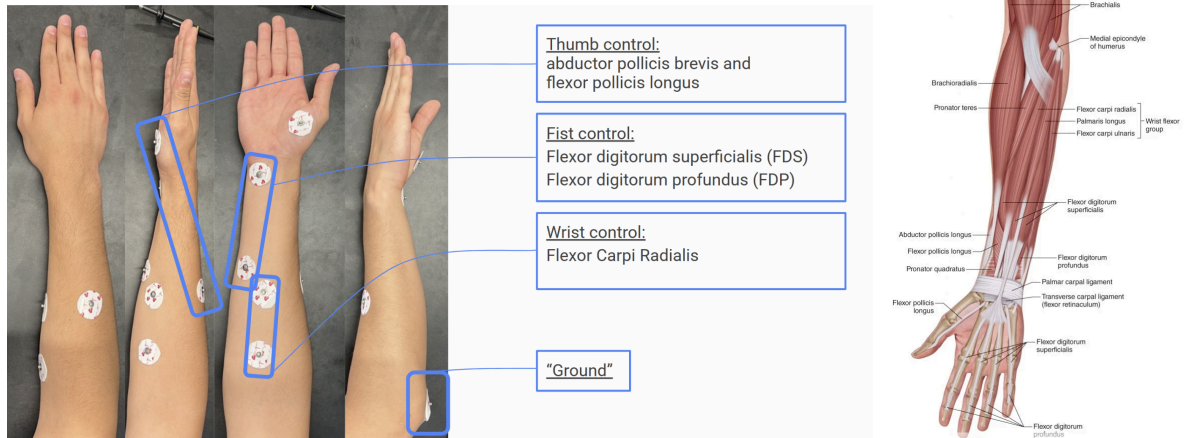 Thumb control:
abductor pollicis brevis and
flexor pollicis longus
Fist control:
Flexor digitorum superficialis (FDS)
Flexor digitorum profundus (FDP)
Wrist control:
Flexor Carpi Radialis
“Ground”
Brachialis
Medial epicondyle
of humerus
Brachioradialis
Pronator teres
Flexor carpi radialis
Palmaris longus
Flexor carpi ulnaris
Wrist flexor
group
Flexor digitorum
superficialis
Abductor pollicis longus
Flexor pollicis longus
Pronator quadratus
Flexor digitorum
profundus
Palmar carpal ligament
Transverse carpal ligament
(flexor retinaculum)
Flexor pollicis
longus
Flexor digitorum
superficialis
Flexor digitorum
profundus